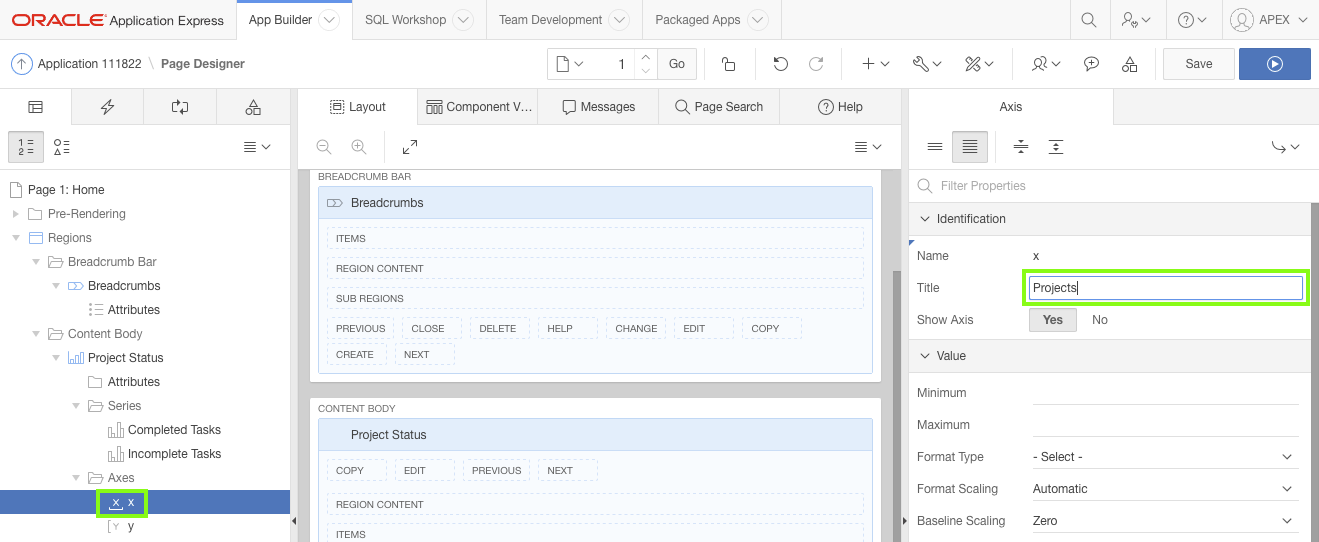 ORACLE Application Express App Builder SQL Workshop Team Development Packaged Apps APEX
Application 111822 \ Page Designer 1 Go Save
Layout Component V... Messages Page Search Help Axis
Filter Properties
Page 1: Home
Pre-Rendering
Regions
Breadcrumb Bar
Breadcrumbs
Attributes
Content Body
Project Status
Attributes
Series
Completed Tasks
Incomplete Tasks
Axes
x x
Y y
BREADCRUMB BAR
Breadcrumbs
ITEMS
REGION CONTENT
SUB REGIONS
PREVIOUS CLOSE DELETE HELP CHANGE EDIT COPY
CREATE NEXT
CONTENT BODY
Project Status
COPY EDIT PREVIOUS NEXT
REGION CONTENT
ITEMS
Identification
Name x
Title Projects
Show Axis Yes No
Value
Minimum
Maximum
Format Type - Select -
Format Scaling Automatic
Baseline Scaling Zero